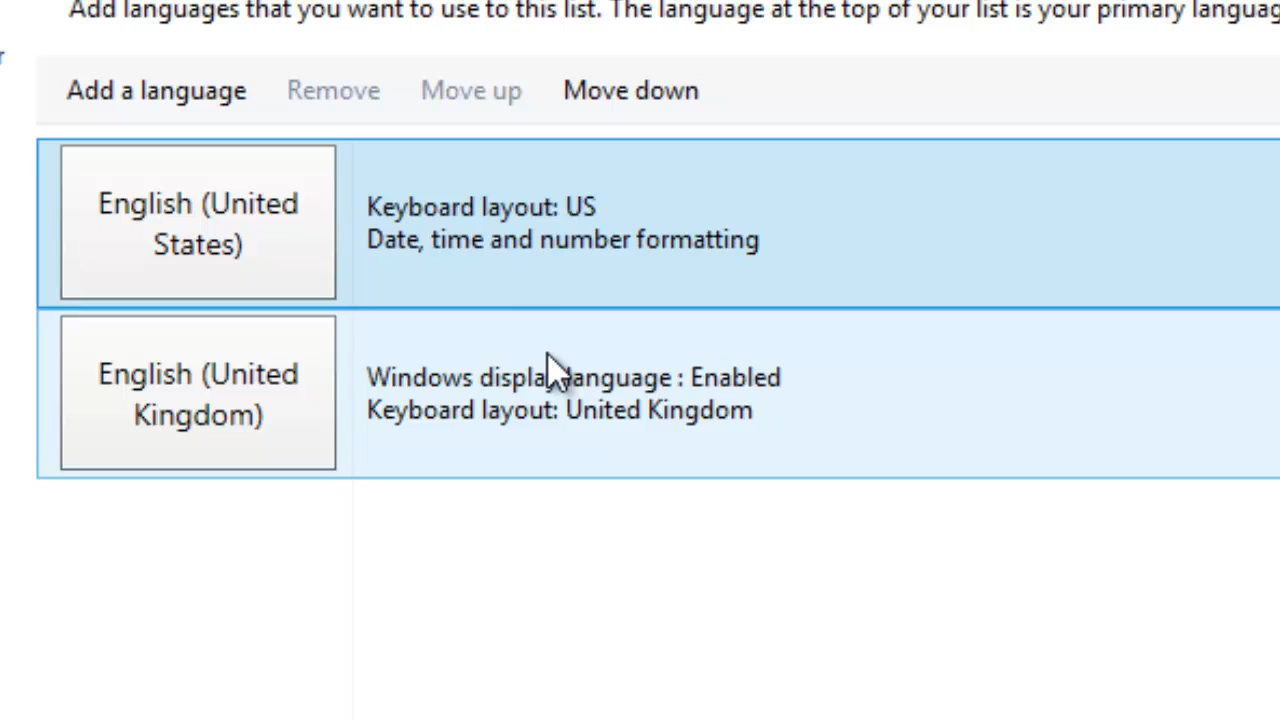 Add languages that you want to use to this list. The language at the top of your list is your primary
Add a language Remove Move up Move down
English (United States)
Keyboard layout: US
Date, time and number formatting
English (United Kingdom)
Windows display language : Enabled
Keyboard layout: United Kingdom